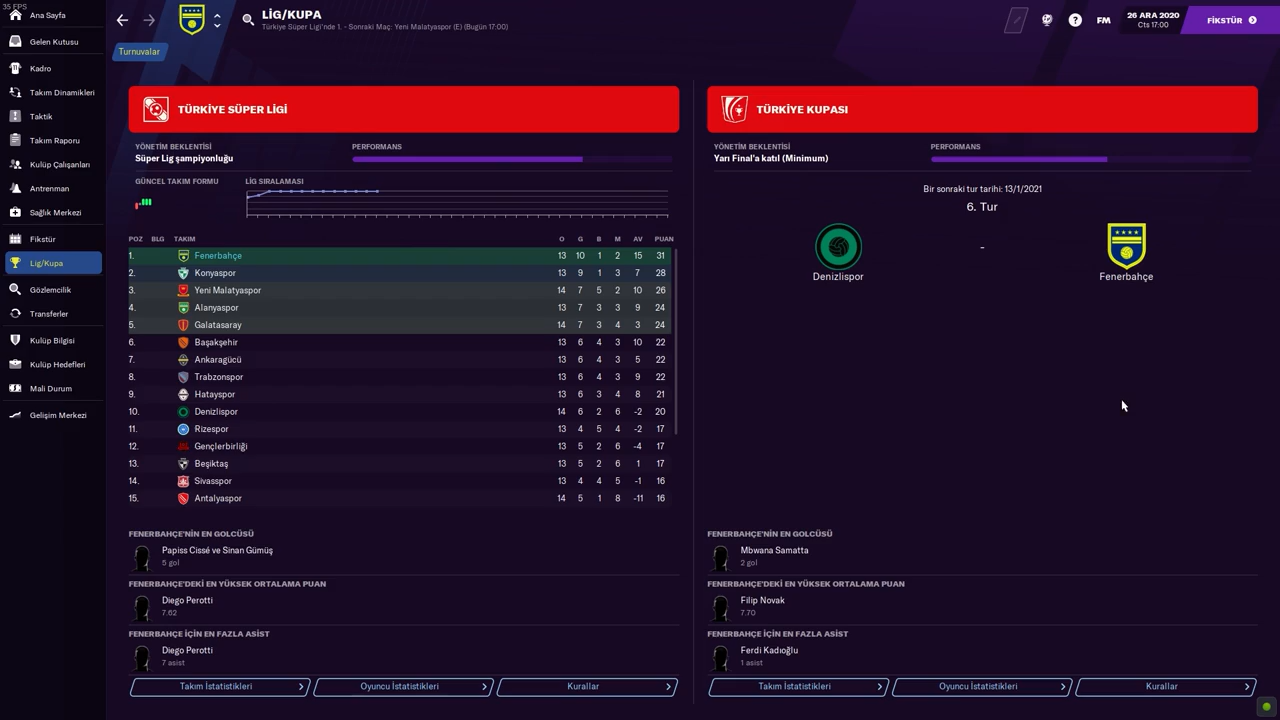 35 FPS
Ana Sayfa
Gelen Kutusu
Kadro
Takım Dinamikleri
Taktik
Takım Raporu
Kulüp Çalışanları
Antrenman
Sağlık Merkezi
Fikstür
Lig/Kupa
Gözlemcilik
Transferler
Kulüp Bilgisi
Kulüp Hedefleri
Mali Durum
Gelişim Merkezi
LİG/KUPA
Türkiye Süper Ligi'nde 1. - Sonraki Maç: Yeni Malatyaspor (E) (Bugün 17:00)
? FM
26 ARA 2020
Cts 17:00
FİKSTÜR
Turnuvalar
TÜRKİYE SÜPER LİGİ
YÖNETİM BEKLENTİSİ PERFORMANS
Süper Lig şampiyonluğu
GÜNCEL TAKIM FORMU LİG SIRALAMASI
POZ BLG TAKIM O G B M AV PUAN
1. Fenerbahçe 13 10 1 2 15 31
2. Konyaspor 13 9 1 3 7 28
3. Yeni Malatyaspor 14 7 5 2 10 26
4. Alanyaspor 13 7 3 3 9 24
5. Galatasaray 14 7 3 4 3 24
6. Başakşehir 13 6 4 3 10 22
7. Ankaragücü 13 6 4 3 5 22
8. Trabzonspor 13 6 4 3 9 22
9. Hatayspor 13 6 3 4 8 21
10. Denizlispor 14 6 2 6 -2 20
11. Rizespor 13 4 5 4 -2 17
12. Gençlerbirliği 13 5 2 6 -4 17
13. Beşiktaş 13 5 2 6 1 17
14. Sivasspor 13 4 4 5 -1 16
15. Antalyaspor 14 5 1 8 -11 16
FENERBAHÇE'NİN EN GOLCÜSÜ
Papiss Cissé ve Sinan Gümüş
5 gol
FENERBAHÇE'DEKİ EN YÜKSEK ORTALAMA PUAN
Diego Perotti
7.62
FENERBAHÇE İÇİN EN FAZLA ASİST
Diego Perotti
7 asist
Takım İstatistikleri Oyuncu İstatistikleri Kurallar
TÜRKİYE KUPASI
YÖNETİM BEKLENTİSİ PERFORMANS
Yarı Final'a katıl (Minimum)
Bir sonraki tur tarihi: 13/1/2021
6. Tur
-
Denizlispor Fenerbahçe
FENERBAHÇE'NİN EN GOLCÜSÜ
Mbwana Samatta
2 gol
FENERBAHÇE'DEKİ EN YÜKSEK ORTALAMA PUAN
Filip Novak
7.70
FENERBAHÇE İÇİN EN FAZLA ASİST
Ferdi Kadıoğlu
1 asist
Takım İstatistikleri Oyuncu İstatistikleri Kurallar